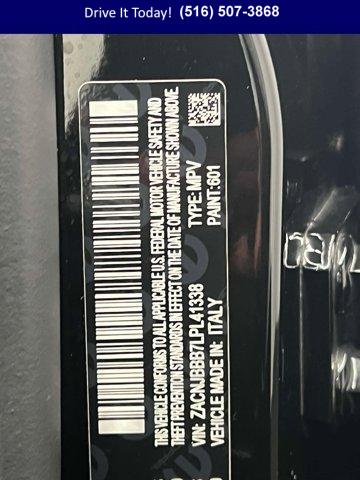 Drive It Today! (516) 507-3868
THIS VEHICLE CONFORMS TO ALL APPLICABLE U.S. FEDERAL MOTOR VEHICLE SAFETY AND
THEFT PREVENTION STANDARDS IN EFFECT ON THE DATE OF MANUFACTURE SHOWN ABOVE.
VIN: ZACNJBBB7LPL41338 TYPE: MPV
VEHICLE MADE IN: ITALY PAINT: 601